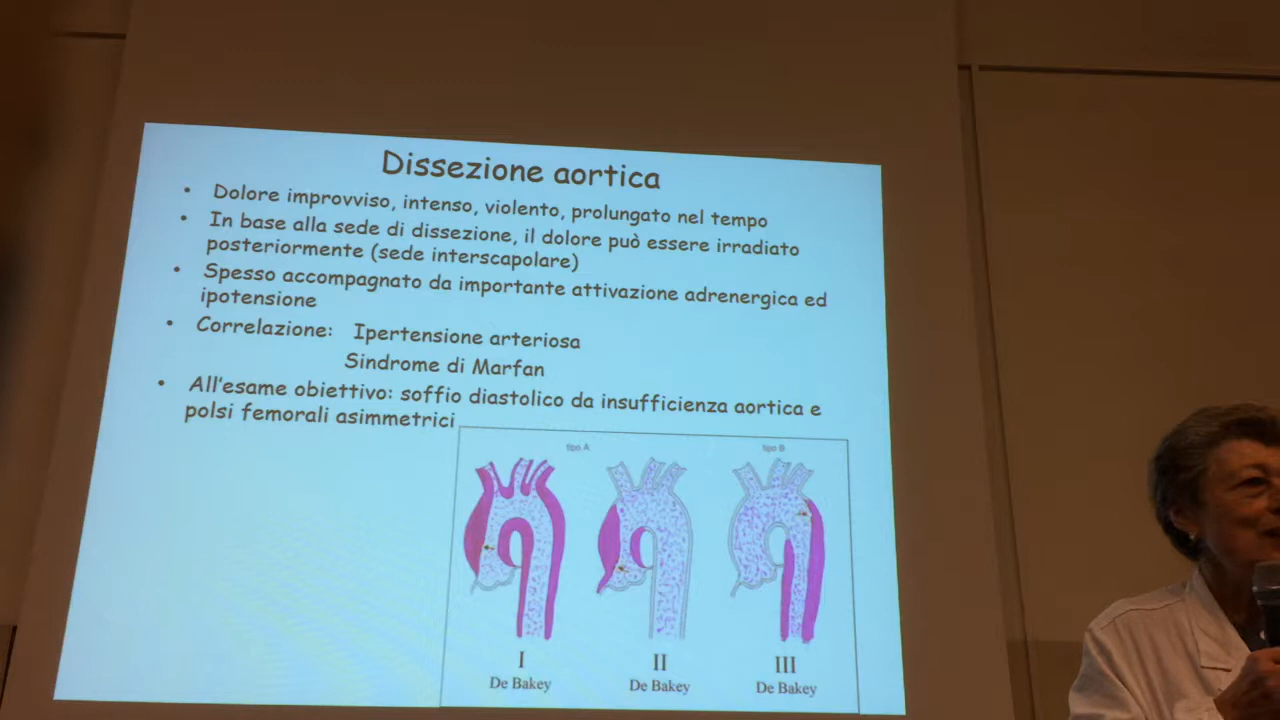 Dissezione aortica
• Dolore improvviso, intenso, violento, prolungato nel tempo
• In base alla sede di dissezione, il dolore può essere irradiato
posteriormente (sede interscapolare)
• Spesso accompagnato da importante attivazione adrenergica ed
ipotensione
• Correlazione: Ipertensione arteriosa
Sindrome di Marfan
• All'esame obiettivo: soffio diastolico da insufficienza aortica e
polsi femorali asimmetrici
tipo A tipo B
I II III
De Bakey De Bakey De Bakey